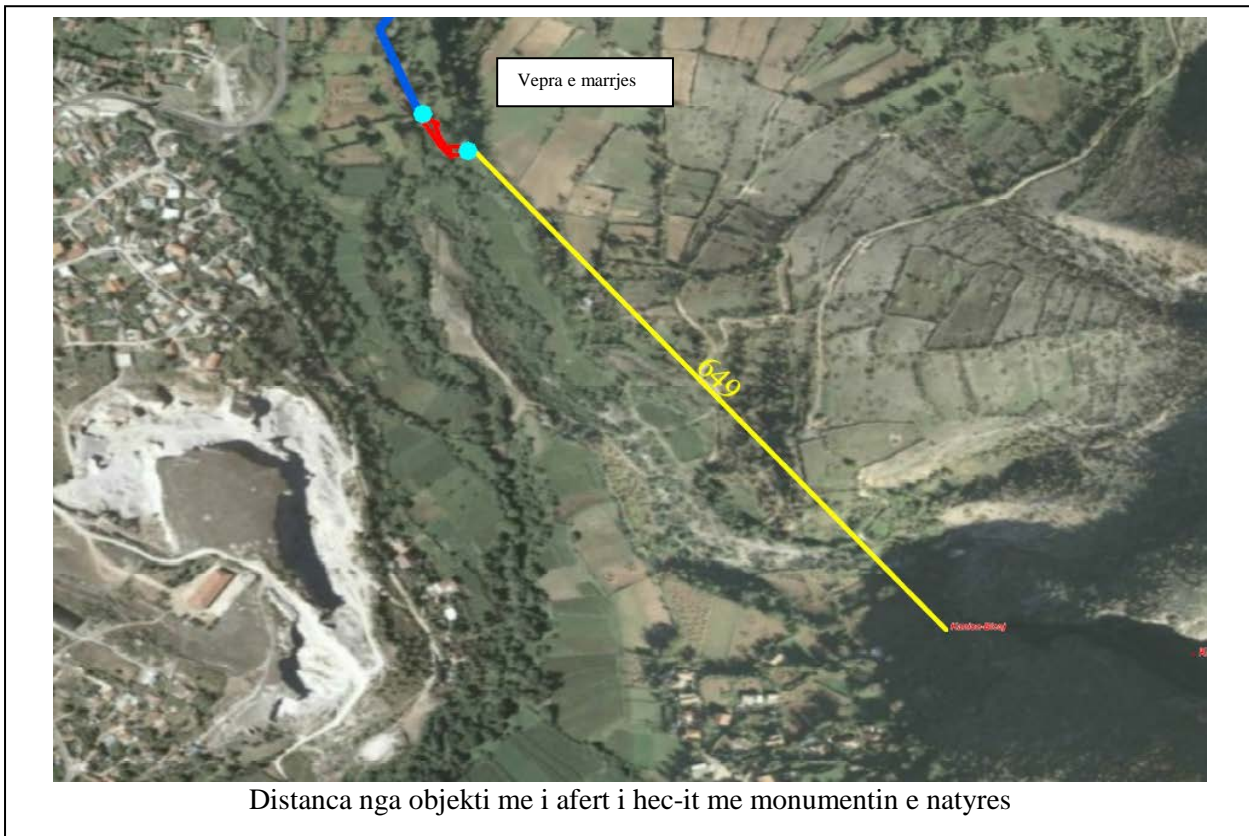 Vepra e marrjes
649
Distanca nga objekti me i afert i hec-it me monumentin e natyres